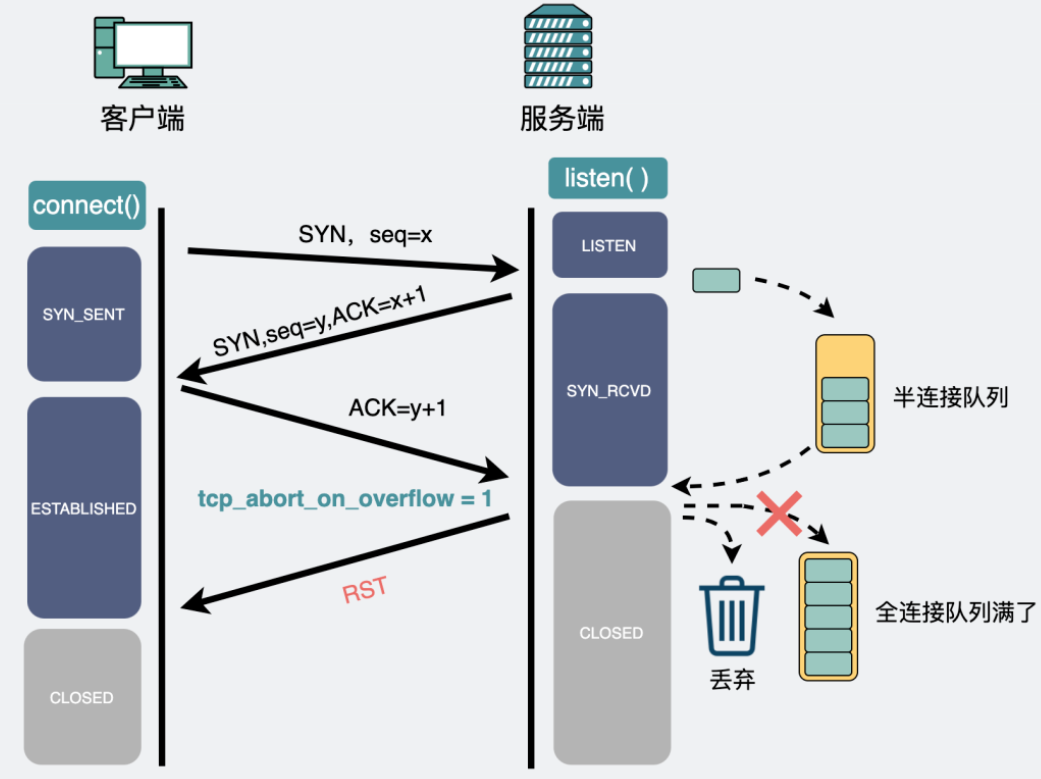 客户端
服务端
connect()
listen( )
SYN，seq=x
LISTEN
SYN_SENT
SYN,seq=y,ACK=x+1
SYN_RCVD
半连接队列
ACK=y+1
ESTABLISHED
tcp_abort_on_overflow = 1
RST
CLOSED
全连接队列满了
丢弃
CLOSED